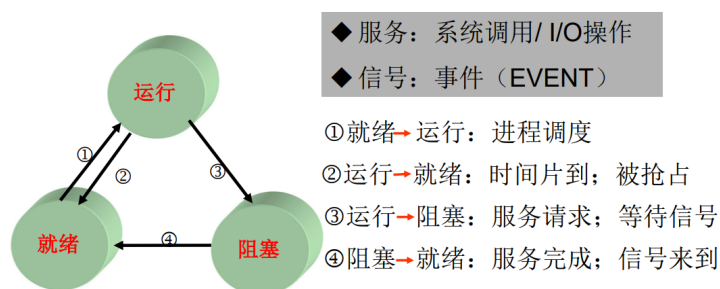 ◆ 服务：系统调用/ I/O操作
◆ 信号：事件（EVENT）
运行
①
②
③
就绪
④
阻塞
①就绪→运行：进程调度
②运行→就绪：时间片到；被抢占
③运行→阻塞：服务请求；等待信号
④阻塞→就绪：服务完成；信号来到